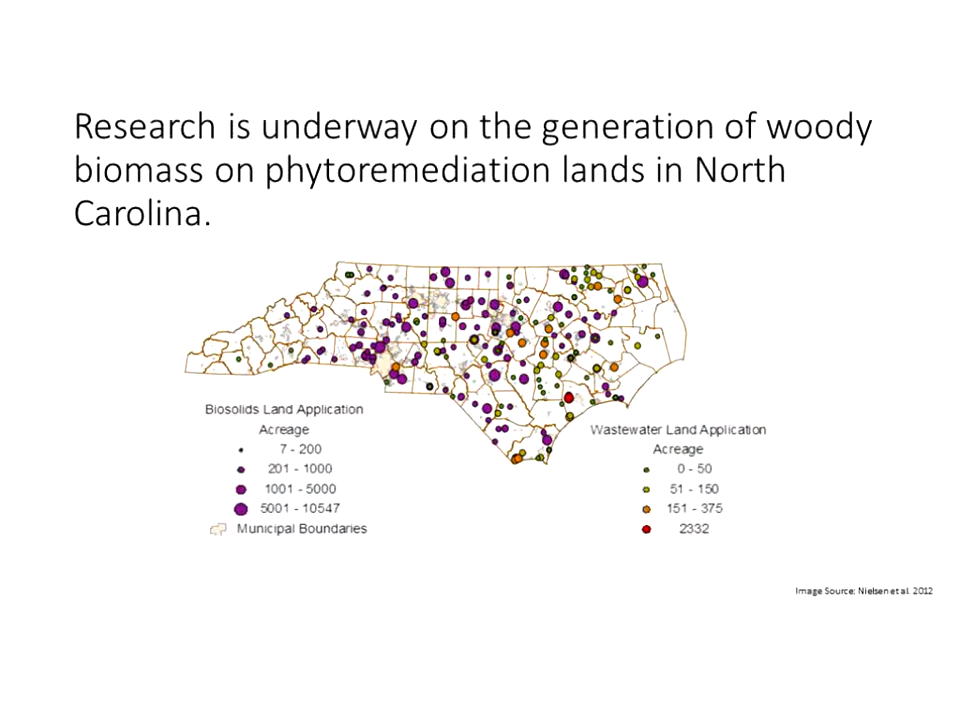 Research is underway on the generation of woody
biomass on phytoremediation lands in North
Carolina.
Biosolids Land Application
Acreage
7 - 200
201 - 1000
1001 - 5000
5001 - 10547
Municipal Boundaries
Wastewater Land Application
Acreage
0 - 50
51 - 150
151 - 375
2332
Image Source: Nielsen et al. 2012